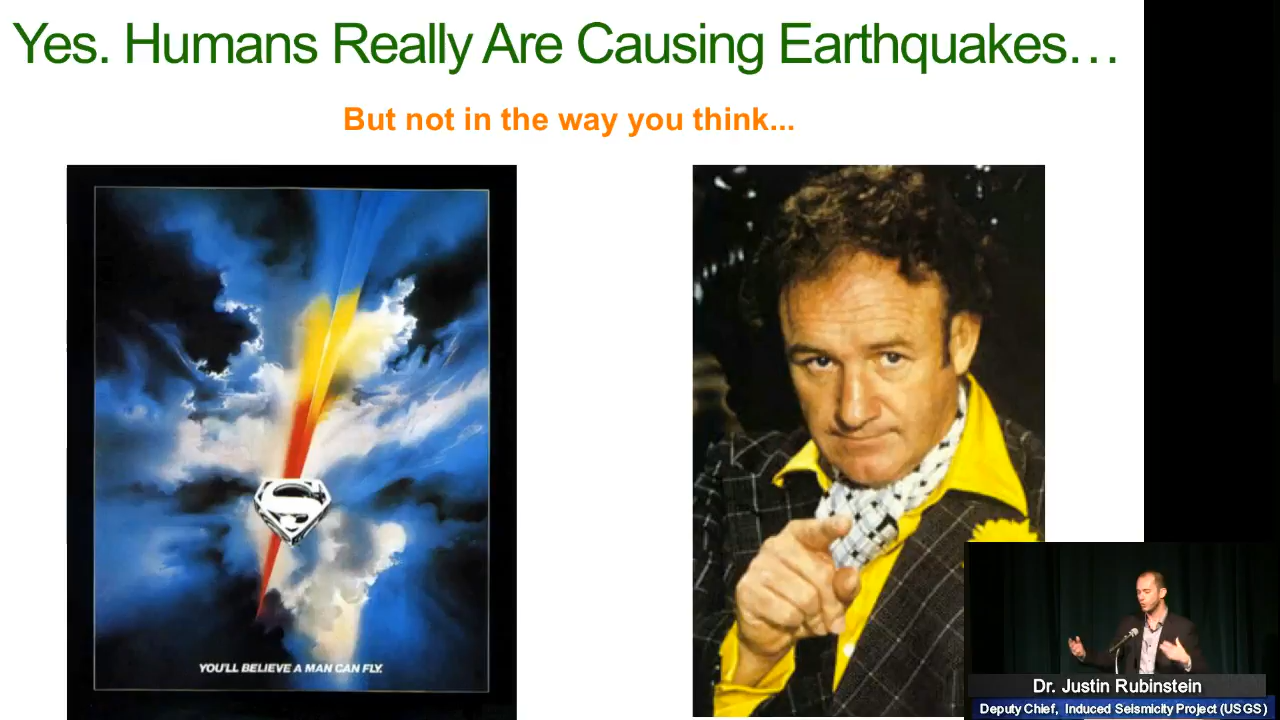 Yes. Humans Really Are Causing Earthquakes…
But not in the way you think...
S
YOU'LL BELIEVE A MAN CAN FLY.
Dr. Justin Rubinstein
Deputy Chief, Induced Seismicity Project (USGS)